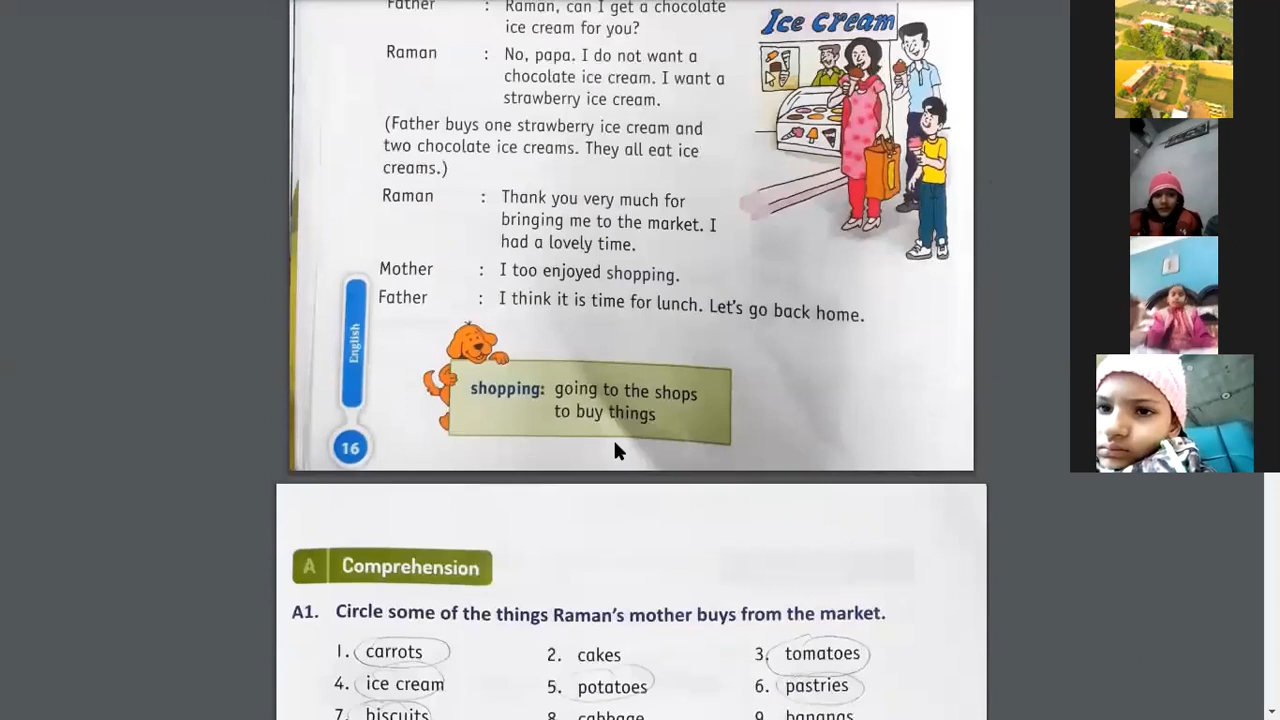 Father : Raman, can I get a chocolate
ice cream for you?
Raman : No, papa. I do not want a
chocolate ice cream. I want a
strawberry ice cream.
(Father buys one strawberry ice cream and
two chocolate ice creams. They all eat ice
creams.)
Raman : Thank you very much for
bringing me to the market. I
had a lovely time.
Mother : I too enjoyed shopping.
Father : I think it is time for lunch. Let's go back home.
Ice cream
English
shopping: going to the shops
to buy things
16
A Comprehension
A1. Circle some of the things Raman's mother buys from the market.
1. carrots 2. cakes 3. tomatoes
4. ice cream 5. potatoes 6. pastries
7. biscuits 8. cabbage 9. bananas